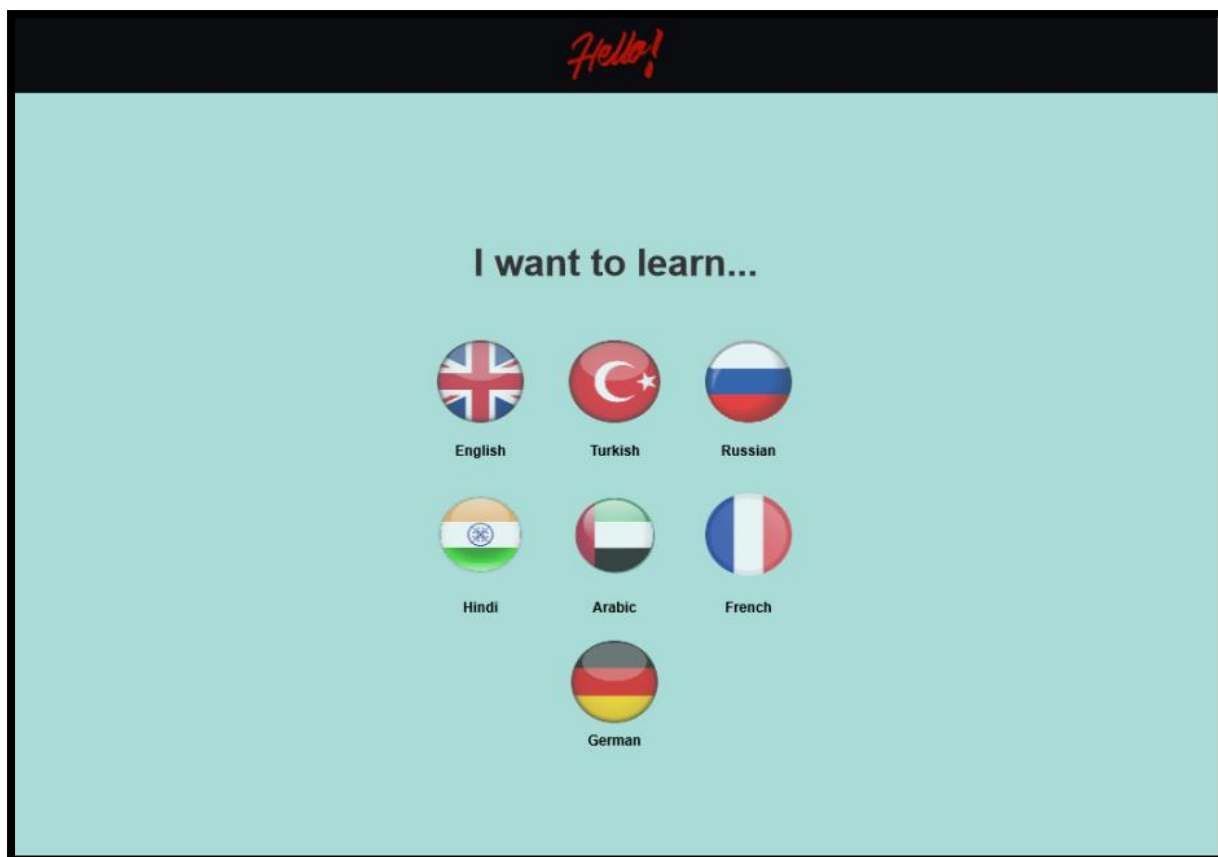 Hello!
I want to learn...
English Turkish Russian
Hindi Arabic French
German